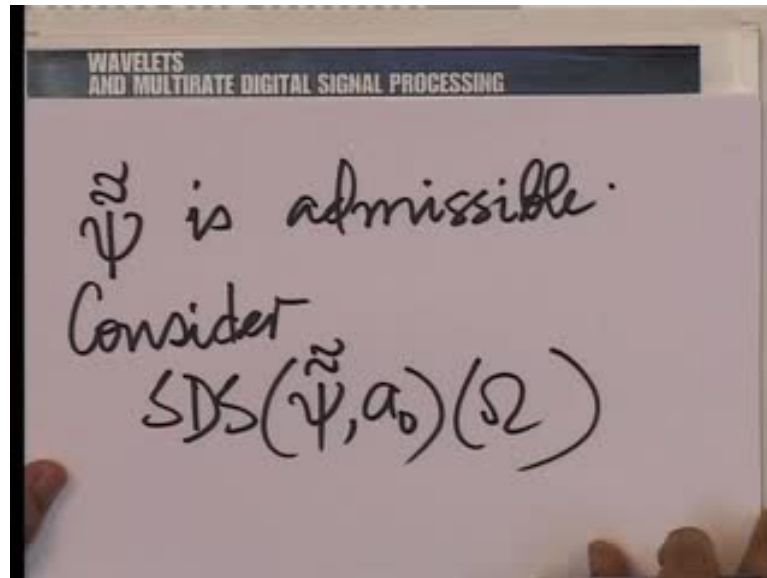 WAVELETS
AND MULTIRATE DIGITAL SIGNAL PROCESSING
ψ̃̃ is admissible.
Consider
SDS(ψ̃̃, a₀)(Ω)